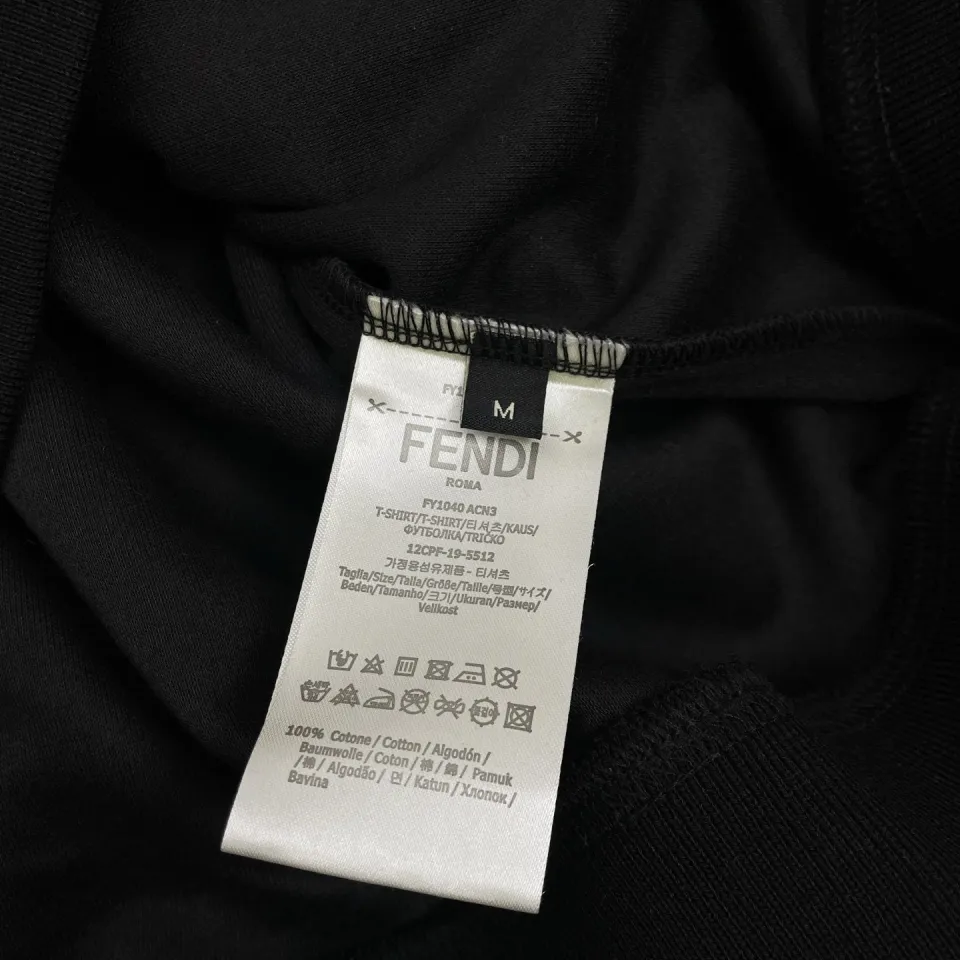 FY1
M
FENDI
ROMA
FY1040 ACN3
T-SHIRT/T-SHIRT/티셔츠/KAUS/
ФУТБОЛКА/TRIČKO
12CPF-19-5512
가정용섬유제품 - 티셔츠
Taglia/Size/Talla/Größe/Taille/号型/サイズ/
Beden/Tamanho/크기/Ukuran/Размер/
Velikost
100% Cotone / Cotton / Algodón /
Baumwolle / Coton / 棉 / 綿 / Pamuk
/ 棉 / Algodão / 면 / Katun / Хлопок /
Bavlna